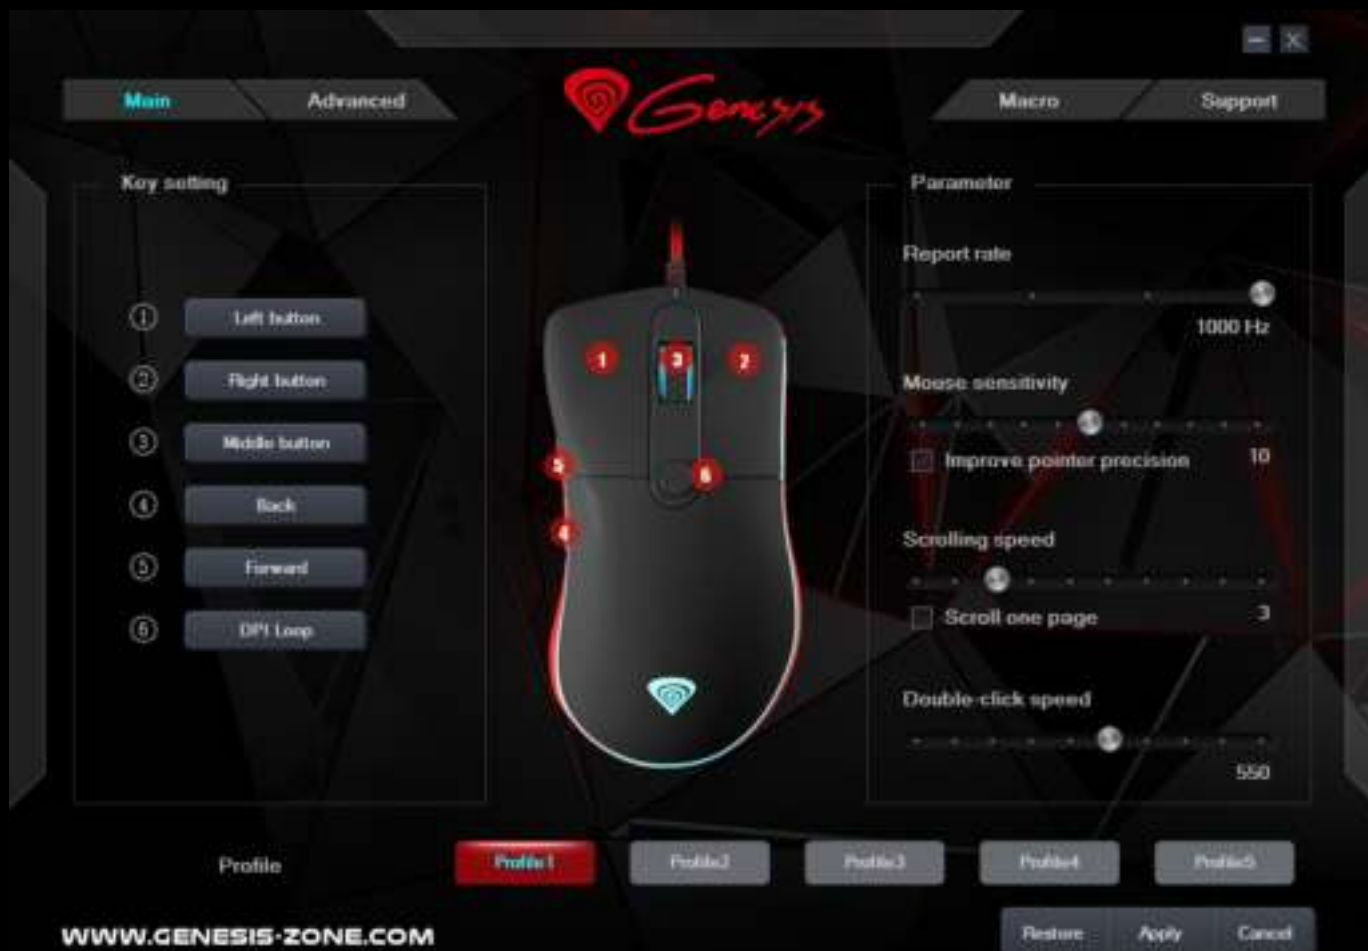 Main
Advanced
Genesis
Macro
Support
Key setting
1 Left button
2 Right button
3 Middle button
4 Back
5 Forward
6 DPI Loop
1
3
2
5
6
4
Parameter
Report rate
1000 Hz
Mouse sensitivity
Improve pointer precision
10
Scrolling speed
Scroll one page
3
Double-click speed
550
Profile
Profile1
Profile2
Profile3
Profile4
Profile5
WWW.GENESIS-ZONE.COM
Restore
Apply
Cancel